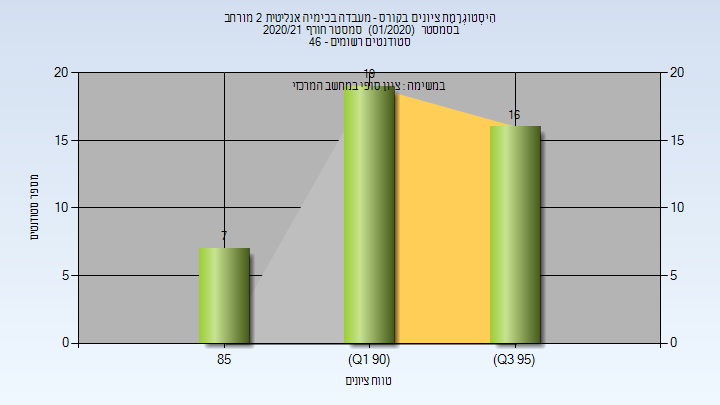 הִיסְטוֹגְרַמַת ציונים בקורס - מעבדה בכימיה אנליטית 2 מורחב
בסמסטר (01/2020) סמסטר חורף 2020/21
סטודנטים רשומים - 46
במשימה : ציון סופי במחשב המרכזי
20 20
15 15
10 10
5 5
0 0
מספר סטודנטים
7
19
16
85
(Q1 90)
(Q3 95)
טווח ציונים